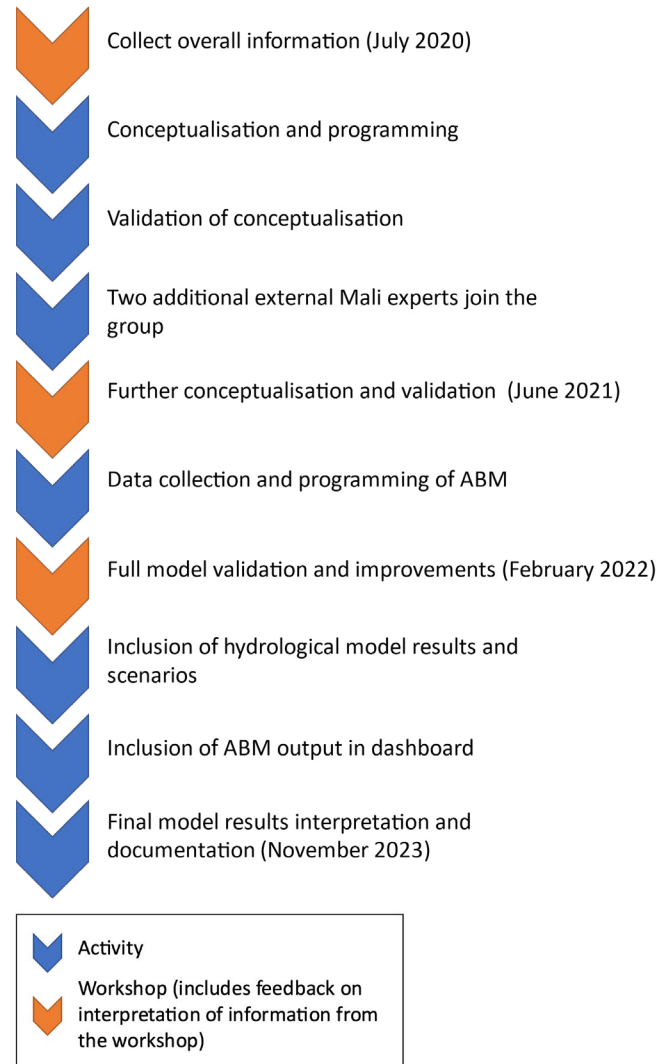 Collect overall information (July 2020)
Conceptualisation and programming
Validation of conceptualisation
Two additional external Mali experts join the
group
Further conceptualisation and validation (June 2021)
Data collection and programming of ABM
Full model validation and improvements (February 2022)
Inclusion of hydrological model results and
scenarios
Inclusion of ABM output in dashboard
Final model results interpretation and
documentation (November 2023)
Activity
Workshop (includes feedback on
interpretation of information from
the workshop)